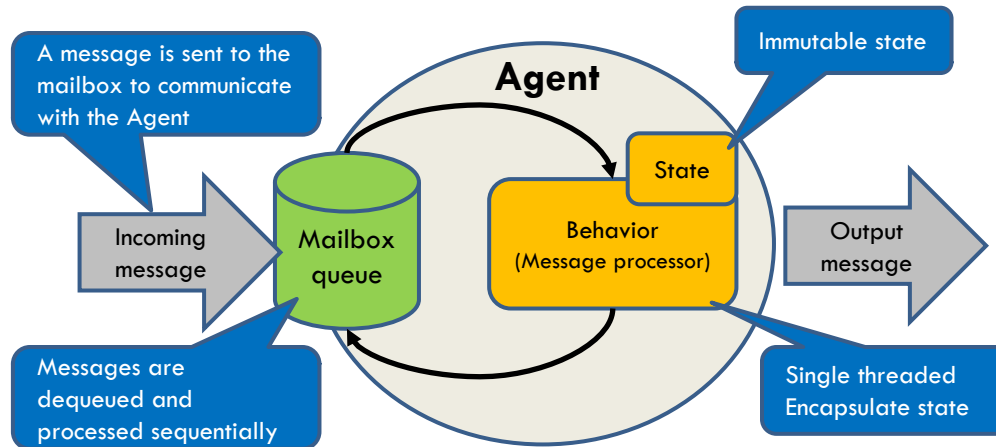 A message is sent to the
mailbox to communicate
with the Agent
Immutable state
Agent
State
Incoming
message
Mailbox
queue
Behavior
(Message processor)
Output
message
Messages are
dequeued and
processed sequentially
Single threaded
Encapsulate state